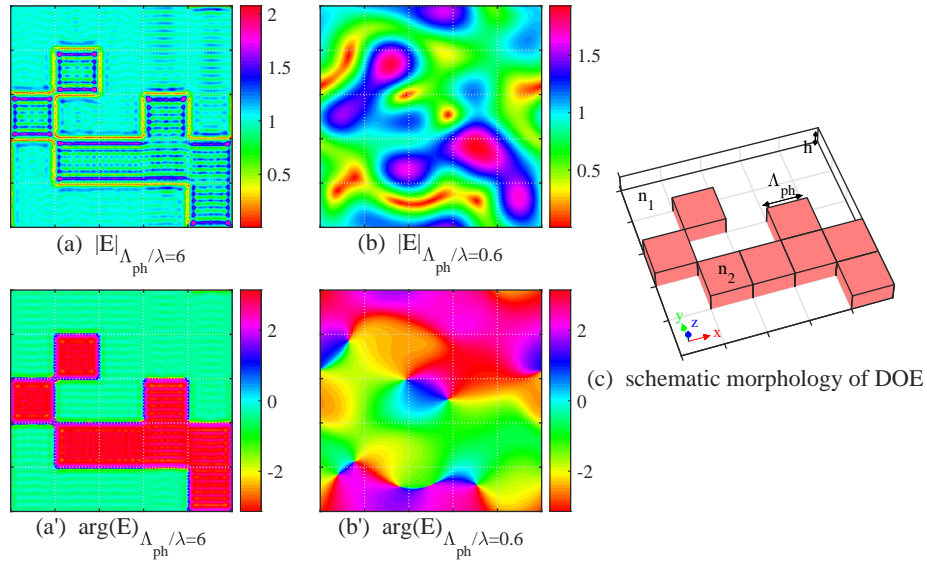 2
1.5
1
0.5
(a) |E|Λph/λ=6
1.5
1
0.5
(b) |E|Λph/λ=0.6
h
Λph
n1
n2
y
z
x
(c) schematic morphology of DOE
2
0
-2
(a') arg(E)Λph/λ=6
2
0
-2
(b') arg(E)Λph/λ=0.6